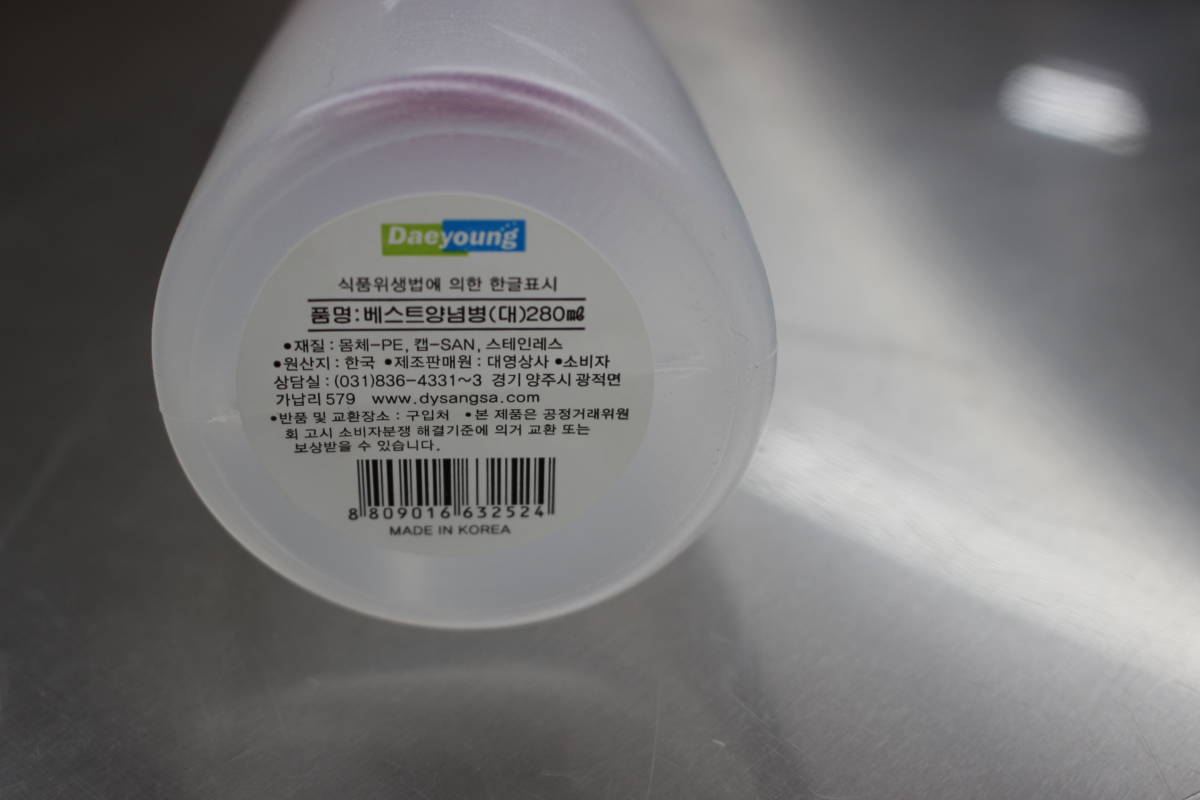 Daeyoung
식품위생법에 의한 한글표시
품명:베스트양념병(대)280㎖
•재질 : 몸체-PE, 캡-SAN, 스테인레스
•원산지 : 한국 •제조판매원 : 대영상사 •소비자
상담실 : (031)836-4331~3 경기 양주시 광적면
가납리 579 www.dysangsa.com
•반품 및 교환장소 : 구입처 •본 제품은 공정거래위원
회 고시 소비자분쟁 해결기준에 의거 교환 또는
보상받을 수 있습니다.
8 809016 632524
MADE IN KOREA